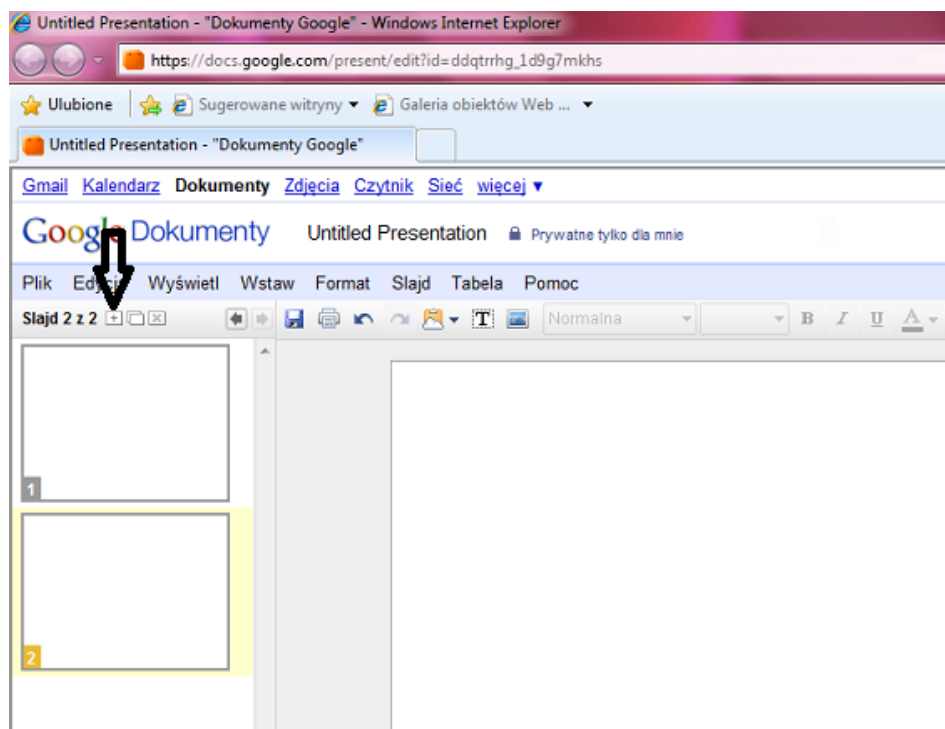 Untitled Presentation - "Dokumenty Google" - Windows Internet Explorer
https://docs.google.com/present/edit?id=ddqtrrhg_1d9g7mkhs
Ulubione Sugerowane witryny Galeria obiektów Web ...
Untitled Presentation - "Dokumenty Google"
Gmail Kalendarz Dokumenty Zdjęcia Czytnik Sieć więcej
Google Dokumenty Untitled Presentation Prywatne tylko dla mnie
Plik Edycja Wyświetl Wstaw Format Slajd Tabela Pomoc
Slajd 2 z 2 T Normalna B I U A
1
2